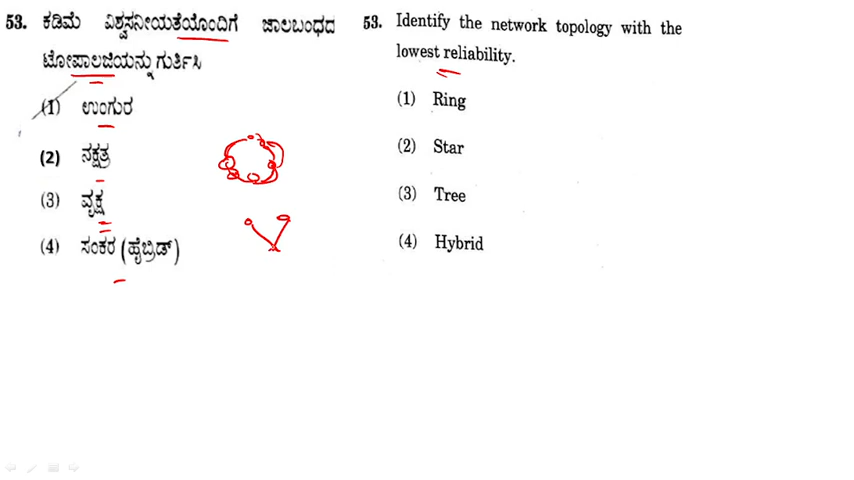 53. ಕಡಿಮೆ ವಿಶ್ವಸನೀಯತೆಯೊಂದಿಗೆ ಜಾಲಬಂಧದ
ಟೋಪಾಲಜಿಯನ್ನು ಗುರ್ತಿಸಿ
(1) ಉಂಗುರ
(2) ನಕ್ಷತ್ರ
(3) ವೃಕ್ಷ
(4) ಸಂಕರ (ಹೈಬ್ರಿಡ್)
53. Identify the network topology with the
lowest reliability.
(1) Ring
(2) Star
(3) Tree
(4) Hybrid